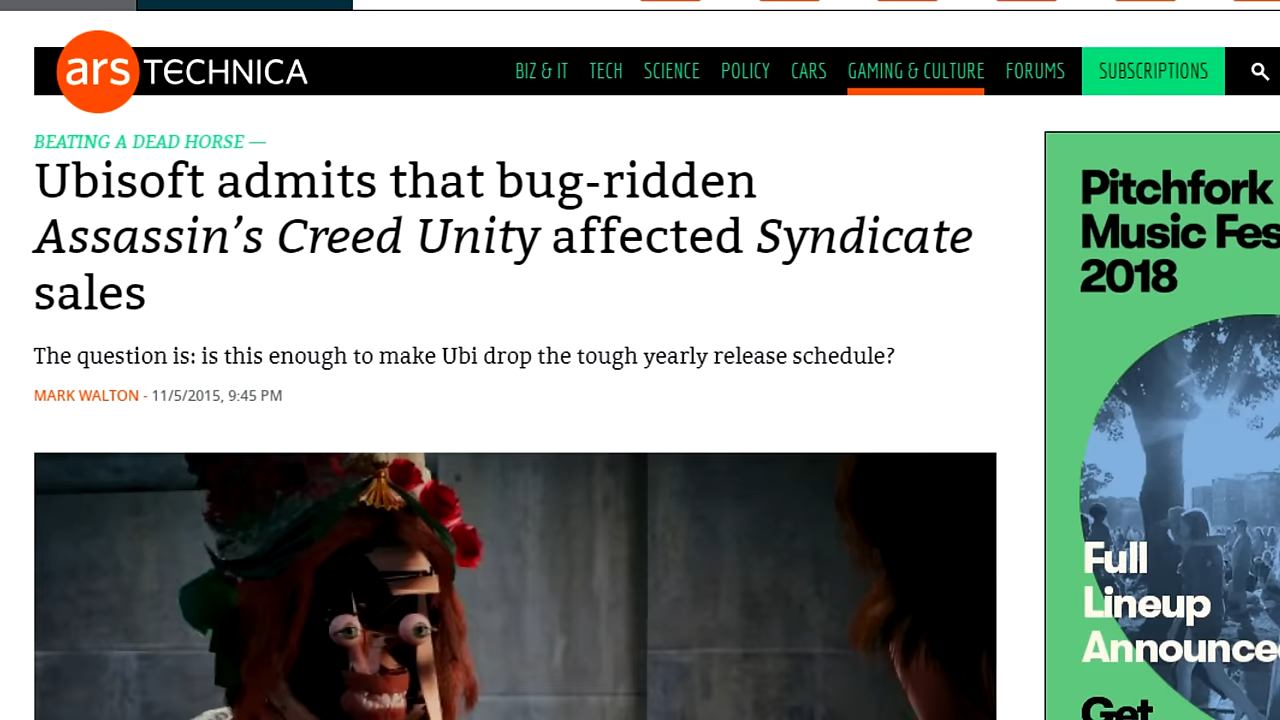 ars TECHNICA
BIZ & IT TECH SCIENCE POLICY CARS GAMING & CULTURE FORUMS SUBSCRIPTIONS
BEATING A DEAD HORSE —
Ubisoft admits that bug-ridden
Assassin’s Creed Unity affected Syndicate
sales
The question is: is this enough to make Ubi drop the tough yearly release schedule?
MARK WALTON - 11/5/2015, 9:45 PM
Pitchfork
Music Fes
2018
Full
Lineup
Announce
Get